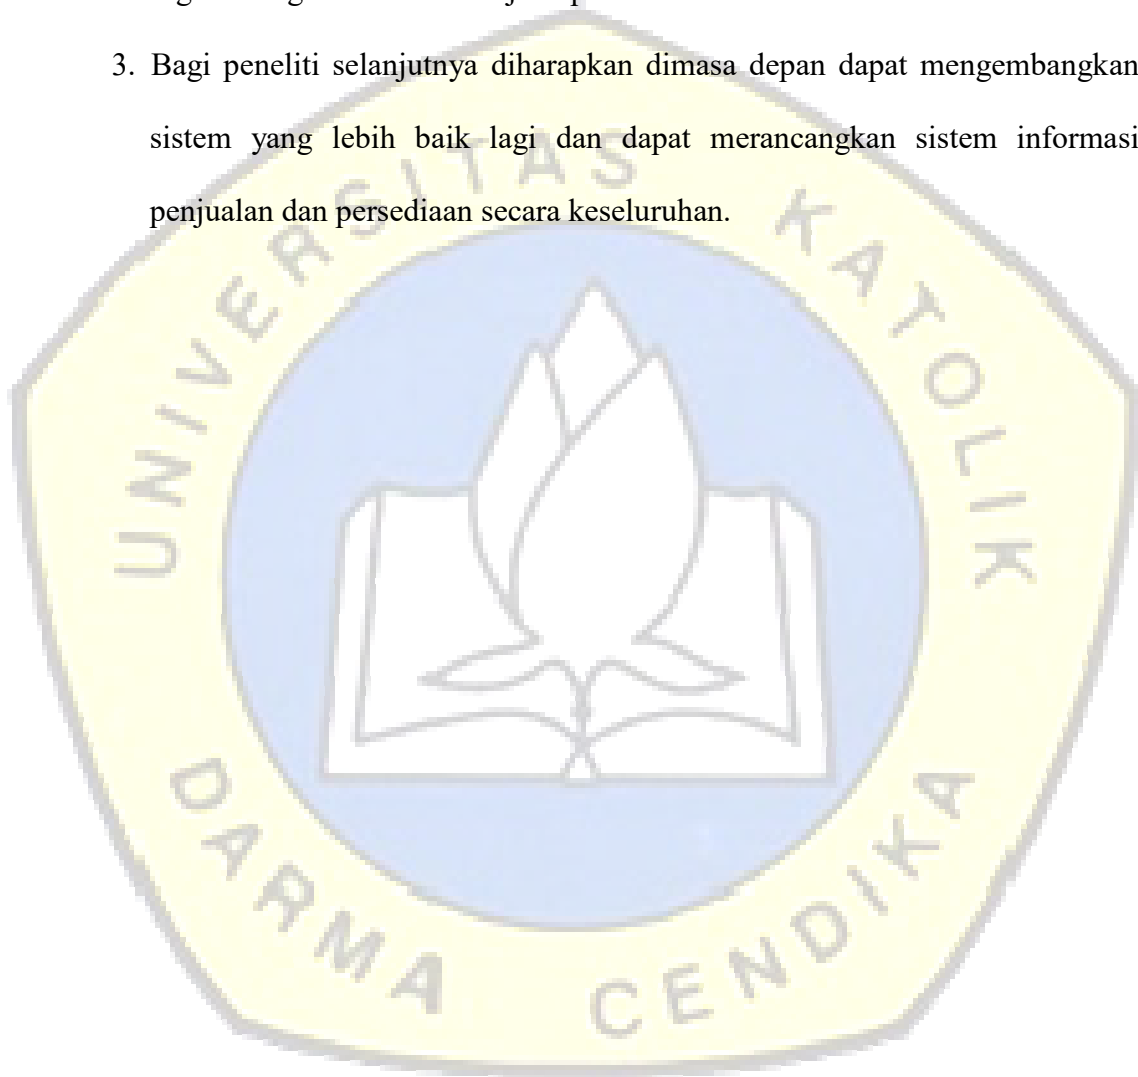 3. Bagi peneliti selanjutnya diharapkan dimasa depan dapat mengembangkan
sistem yang lebih baik lagi dan dapat merancangkan sistem informasi
penjualan dan persediaan secara keseluruhan.
UNIVERSITAS KATOLIK
DARMA CENDIKA